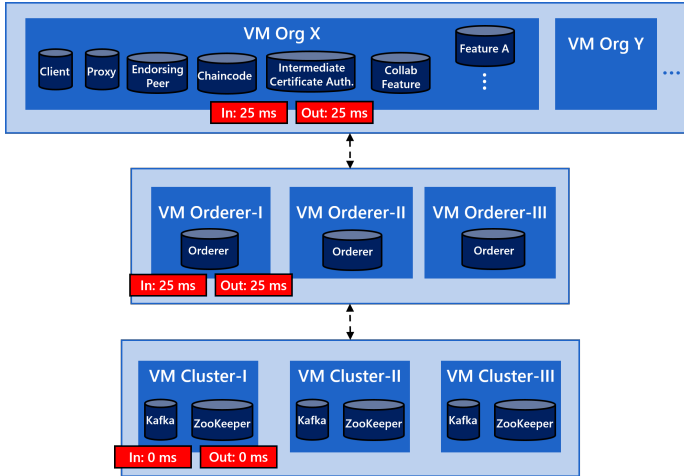 VM Org X
VM Org Y
Client
Proxy
Endorsing
Peer
Chaincode
Intermediate
Certificate Auth.
Collab
Feature
Feature A
⋮
...
In: 25 ms
Out: 25 ms
VM Orderer-I
VM Orderer-II
VM Orderer-III
Orderer
Orderer
Orderer
In: 25 ms
Out: 25 ms
VM Cluster-I
VM Cluster-II
VM Cluster-III
Kafka
ZooKeeper
Kafka
ZooKeeper
Kafka
ZooKeeper
In: 0 ms
Out: 0 ms